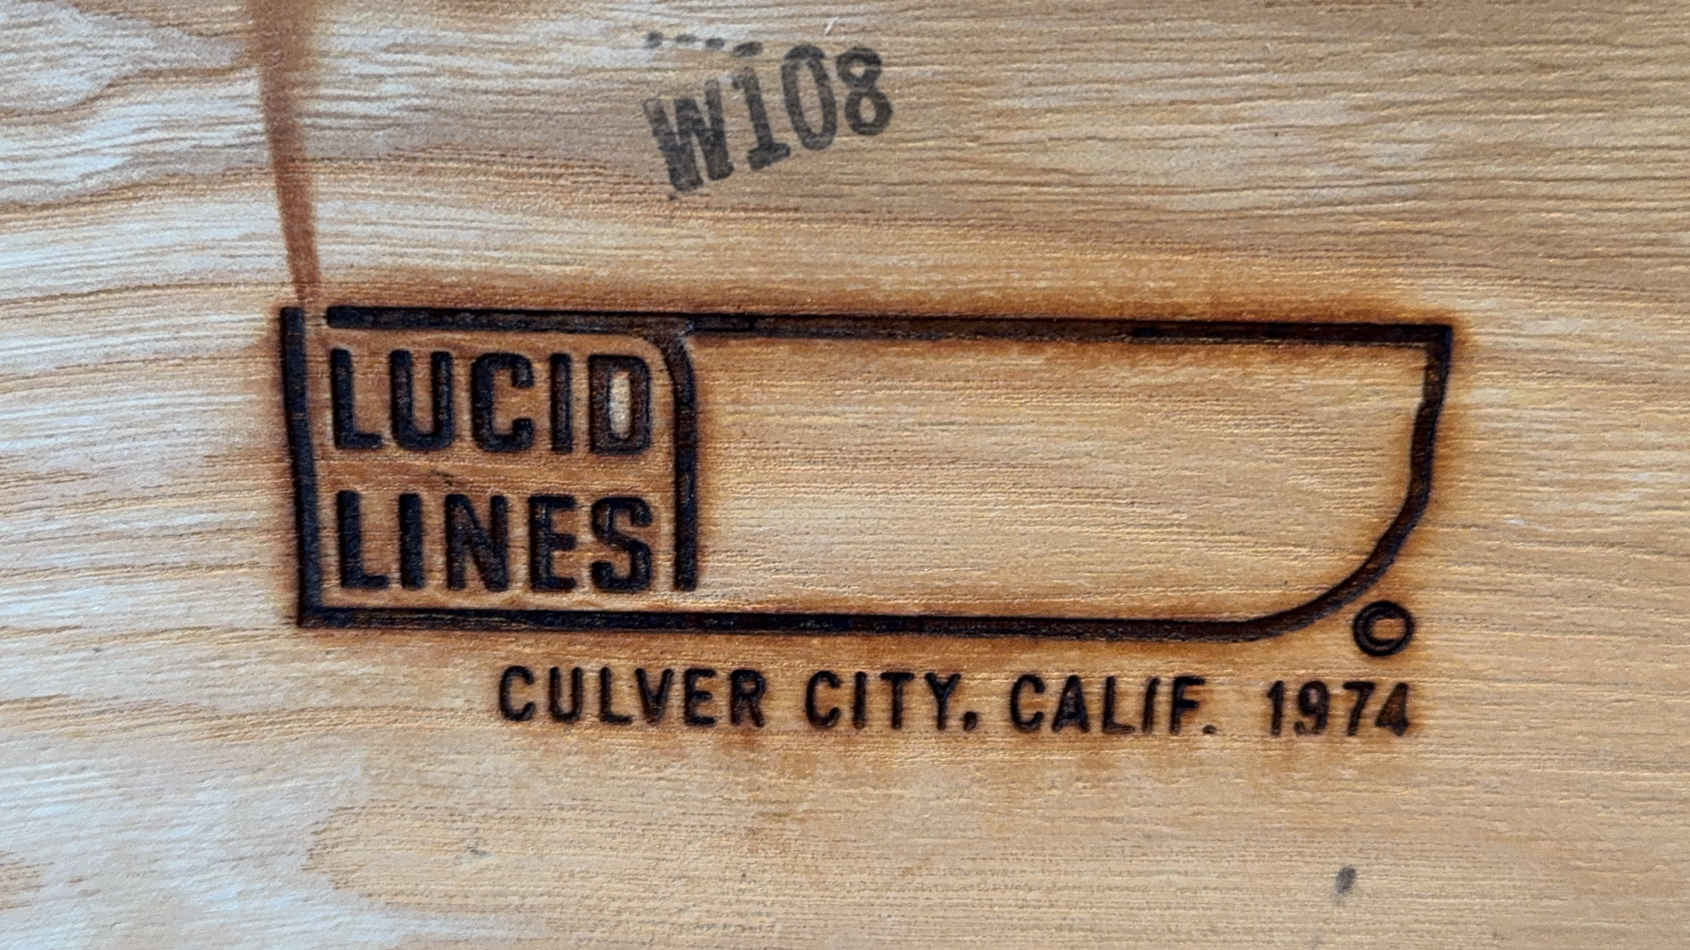 W108
LUCID
LINES
©
CULVER CITY, CALIF. 1974